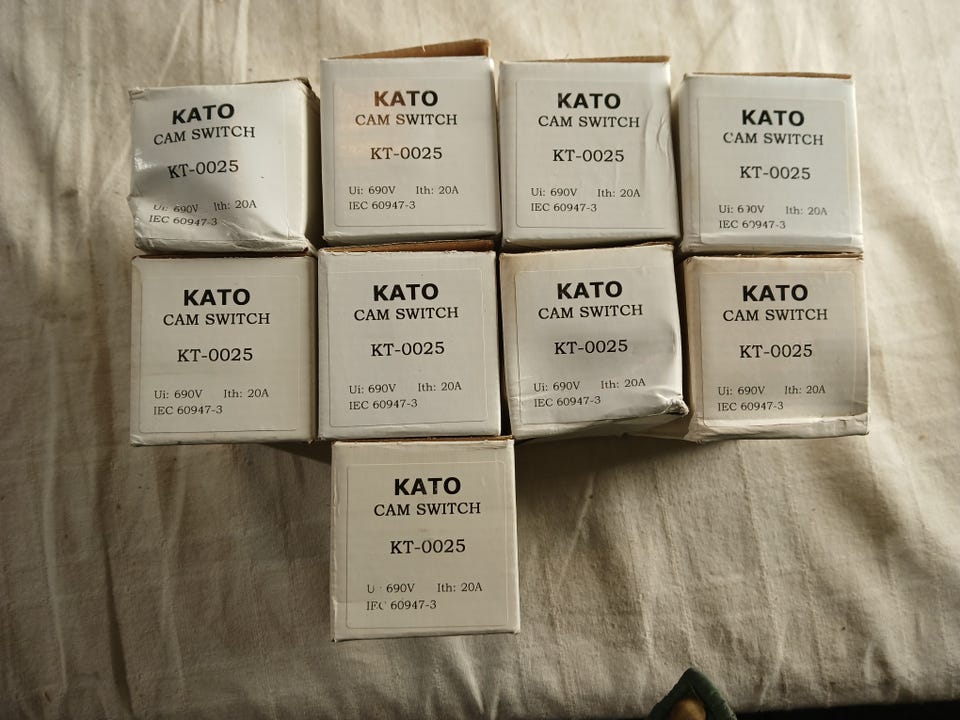 KATO
CAM SWITCH
KT-0025
Ui: 690V Ith: 20A
IEC 60947-3
KATO
CAM SWITCH
KT-0025
Ui: 690V Ith: 20A
IEC 60947-3
KATO
CAM SWITCH
KT-0025
Ui: 690V Ith: 20A
IEC 60947-3
KATO
CAM SWITCH
KT-0025
Ui: 690V Ith: 20A
IEC 60947-3
KATO
CAM SWITCH
KT-0025
Ui: 690V Ith: 20A
IEC 60947-3
KATO
CAM SWITCH
KT-0025
Ui: 690V Ith: 20A
IEC 60947-3
KATO
CAM SWITCH
KT-0025
Ui: 690V Ith: 20A
IEC 60947-3
KATO
CAM SWITCH
KT-0025
Ui: 690V Ith: 20A
IEC 60947-3
KATO
CAM SWITCH
KT-0025
Ui: 690V Ith: 20A
IEC 60947-3